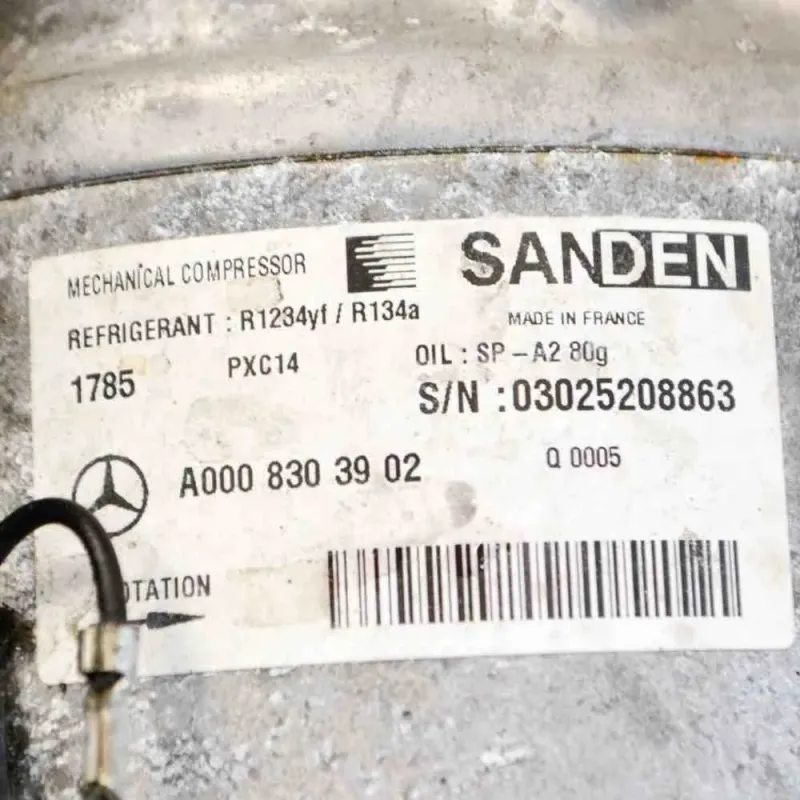 MECHANICAL COMPRESSOR
SANDEN
REFRIGERANT : R1234yf / R134a
MADE IN FRANCE
1785
PXC14
OIL : SP - A2 80g
S/N : 03025208863
A000 830 39 02
Q 0005